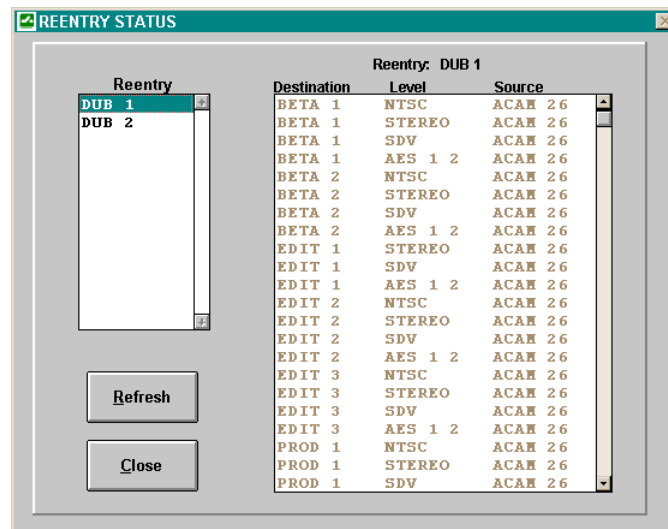 REENTRY STATUS
Reentry: DUB 1
Reentry
DUB 1
DUB 2
Refresh
Close
Destination Level Source
BETA 1 NTSC ACAM 26
BETA 1 STEREO ACAM 26
BETA 1 SDV ACAM 26
BETA 1 AES 1 2 ACAM 26
BETA 2 NTSC ACAM 26
BETA 2 STEREO ACAM 26
BETA 2 SDV ACAM 26
BETA 2 AES 1 2 ACAM 26
EDIT 1 STEREO ACAM 26
EDIT 1 SDV ACAM 26
EDIT 1 AES 1 2 ACAM 26
EDIT 2 NTSC ACAM 26
EDIT 2 STEREO ACAM 26
EDIT 2 SDV ACAM 26
EDIT 2 AES 1 2 ACAM 26
EDIT 3 NTSC ACAM 26
EDIT 3 STEREO ACAM 26
EDIT 3 SDV ACAM 26
EDIT 3 AES 1 2 ACAM 26
PROD 1 NTSC ACAM 26
PROD 1 STEREO ACAM 26
PROD 1 SDV ACAM 26